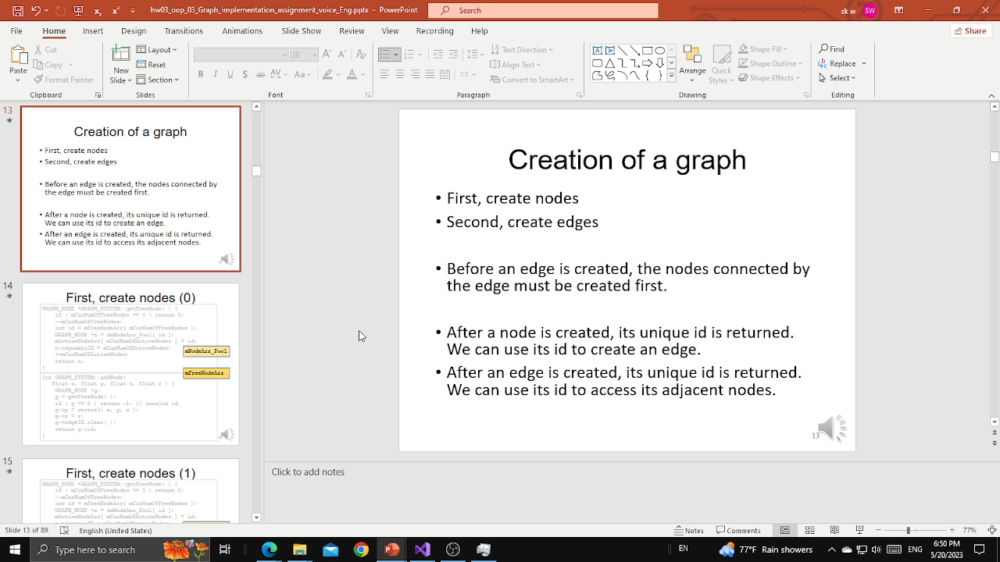 hw03_oop_03_Graph_Implementation_assignment_voice_Eng.pptx - PowerPoint
Search
sk w
SW
File Home Insert Design Transitions Animations Slide Show Review View Recording Help
Share
Paste
Cut
Copy
Format Painter
Clipboard
New Slide
Layout
Reset
Section
Slides
28
Font
Text Direction
Align Text
Convert to SmartArt
Paragraph
Arrange
Quick Styles
Shape Fill
Shape Outline
Shape Effects
Drawing
Find
Replace
Select
Editing
13
Creation of a graph
• First, create nodes
• Second, create edges
• Before an edge is created, the nodes connected by
the edge must be created first.
• After a node is created, its unique id is returned.
We can use its id to create an edge.
• After an edge is created, its unique id is returned.
We can use its id to access its adjacent nodes.
14
First, create nodes (0)
GRAPH_NODE *GRAPH_SYSTEM::getFreeNode( ) {
if ( mCurNumOfFreeNodes == 0 ) return 0;
--mCurNumOfFreeNodes;
int id = mFreeNodeArr[ mCurNumOfFreeNodes ];
GRAPH_NODE *n = &mNodeArr_Pool[ id ];
mActiveNodeArr[ mCurNumOfActiveNodes ] = id;
n->dynamicID = mCurNumOfActiveNodes;
++mCurNumOfActiveNodes;
return n;
}
mNodeArr_Pool
mFreeNodeArr
int GRAPH_SYSTEM::addNode(
float x, float y, float z, float r ) {
GRAPH_NODE *g;
g = getFreeNode( );
if ( g == 0 ) return -1; // invalid id.
g->p = vector3( x, y, z );
g->r = r;
g->edgeID.clear( );
return g->id;
}
15
First, create nodes (1)
GRAPH_NODE *GRAPH_SYSTEM::getFreeNode( ) {
if ( mCurNumOfFreeNodes == 0 ) return 0;
--mCurNumOfFreeNodes;
int id = mFreeNodeArr[ mCurNumOfFreeNodes ];
GRAPH_NODE *n = &mNodeArr_Pool[ id ];
mActiveNodeArr[ mCurNumOfActiveNodes ] = id;
Creation of a graph
• First, create nodes
• Second, create edges
• Before an edge is created, the nodes connected by
the edge must be created first.
• After a node is created, its unique id is returned.
We can use its id to create an edge.
• After an edge is created, its unique id is returned.
We can use its id to access its adjacent nodes.
13
Click to add notes
Slide 13 of 89
English (United States)
Notes
Comments
77%
Type here to search
EN
77°F Rain showers
ENG
6:50 PM
5/20/2023